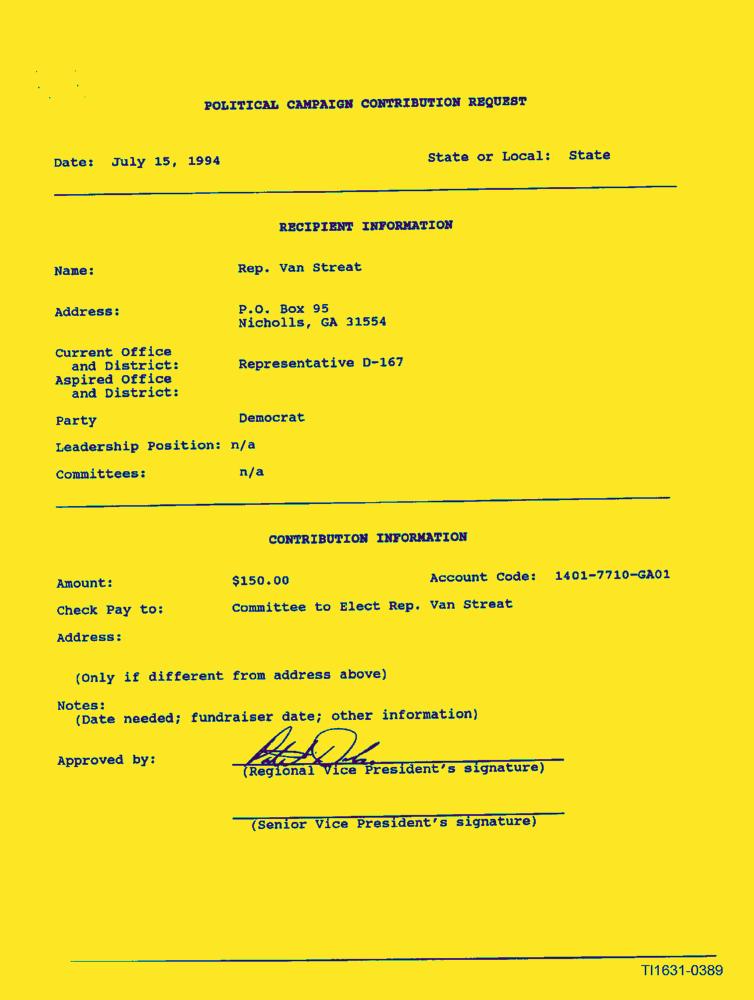 POLITICAL CAMPAIGN CONTRIBUTION REQUEST
Date: July 15, 1994 State or Local: State
RECIPIENT INFORMATION
Name: Rep. Van Streat
Address: P.O. Box 95
Nicholls, GA 31554
Current Office
and District: Representative D-167
Aspired Office
and District:
Party Democrat
Leadership Position: n/a
Committees: n/a
CONTRIBUTION INFORMATION
Amount: $150.00 Account Code: 1401-7710-GA01
Check Pay to: Committee to Elect Rep. Van Streat
Address:
(Only if different from address above)
Notes:
(Date needed; fundraiser date; other information)
Approved by:
(Regional Vice President's signature)
(Senior Vice President's signature)
TI1631-0389